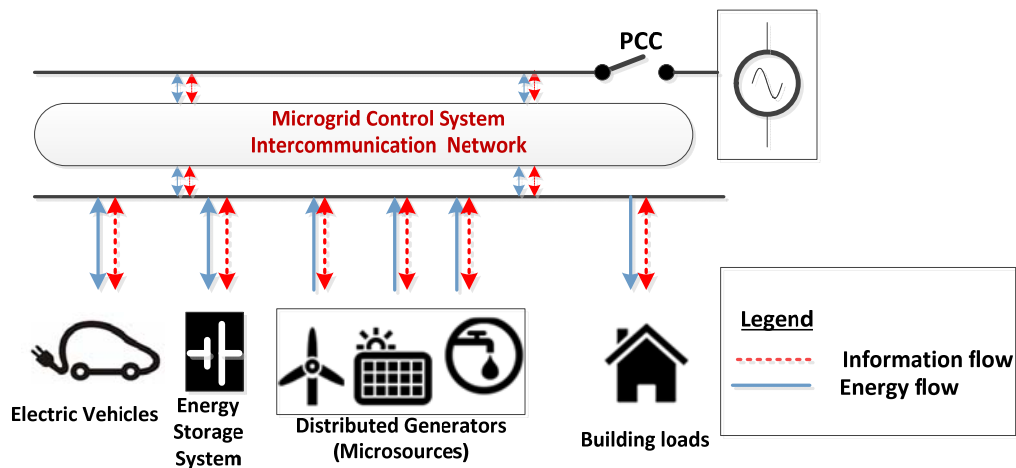 PCC
Microgrid Control System
Intercommunication Network
Electric Vehicles
Energy
Storage
System
Distributed Generators
(Microsources)
Building loads
Legend
Information flow
Energy flow